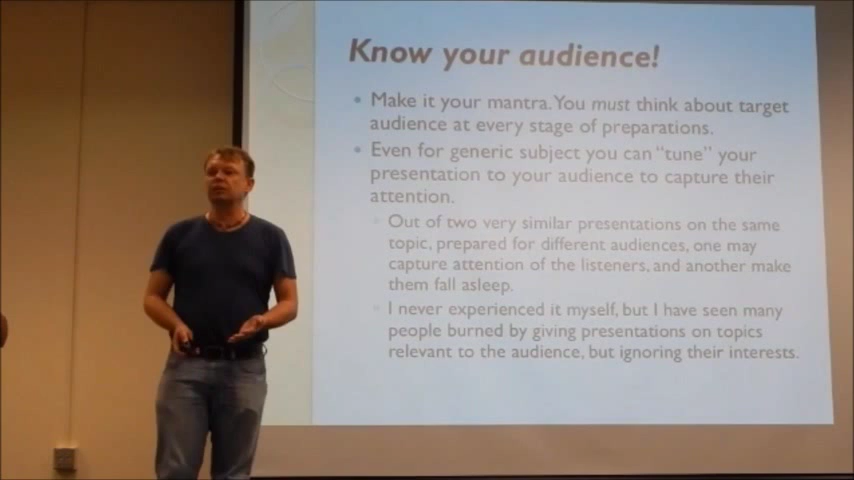 Know your audience!
Make it your mantra. You must think about target
audience at every stage of preparations.
Even for generic subject you can “tune” your
presentation to your audience to capture their
attention.
Out of two very similar presentations on the same
topic, prepared for different audiences, one may
capture attention of the listeners, and another make
them fall asleep.
I never experienced it myself, but I have seen many
people burned by giving presentations on topics
relevant to the audience, but ignoring their interests.